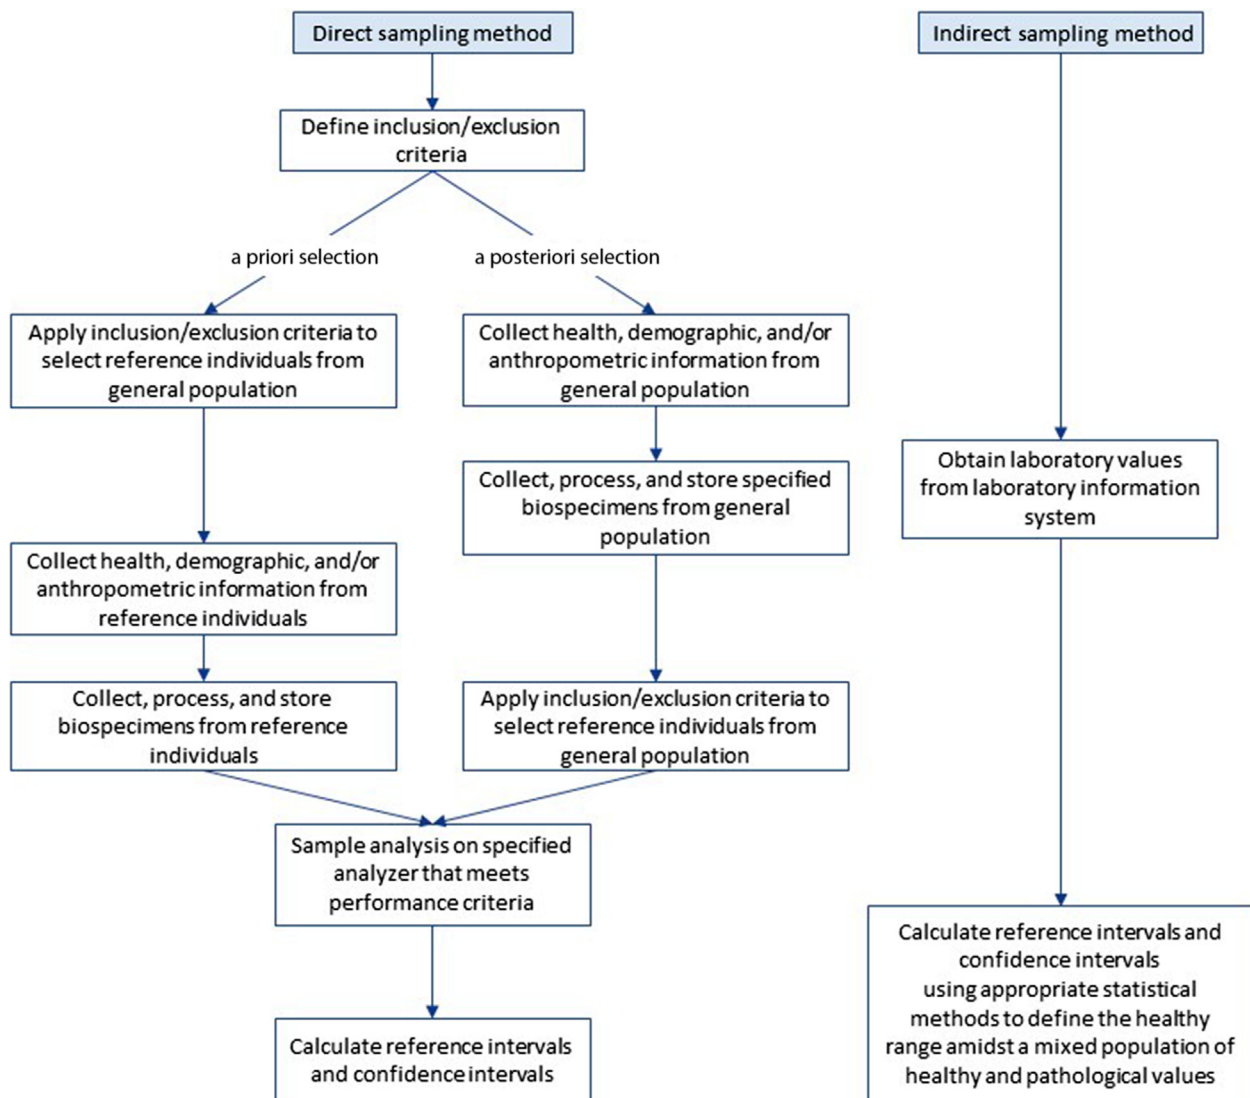 Direct sampling method
Define inclusion/exclusion
criteria
a priori selection
a posteriori selection
Apply inclusion/exclusion criteria to
select reference individuals from
general population
Collect health, demographic, and/or
anthropometric information from
reference individuals
Collect, process, and store
biospecimens from reference
individuals
Collect health, demographic, and/or
anthropometric information from
general population
Collect, process, and store specified
biospecimens from general
population
Apply inclusion/exclusion criteria to
select reference individuals from
general population
Sample analysis on specified
analyzer that meets
performance criteria
Calculate reference intervals
and confidence intervals
Indirect sampling method
Obtain laboratory values
from laboratory information
system
Calculate reference intervals and
confidence intervals
using appropriate statistical
methods to define the healthy
range amidst a mixed population of
healthy and pathological values